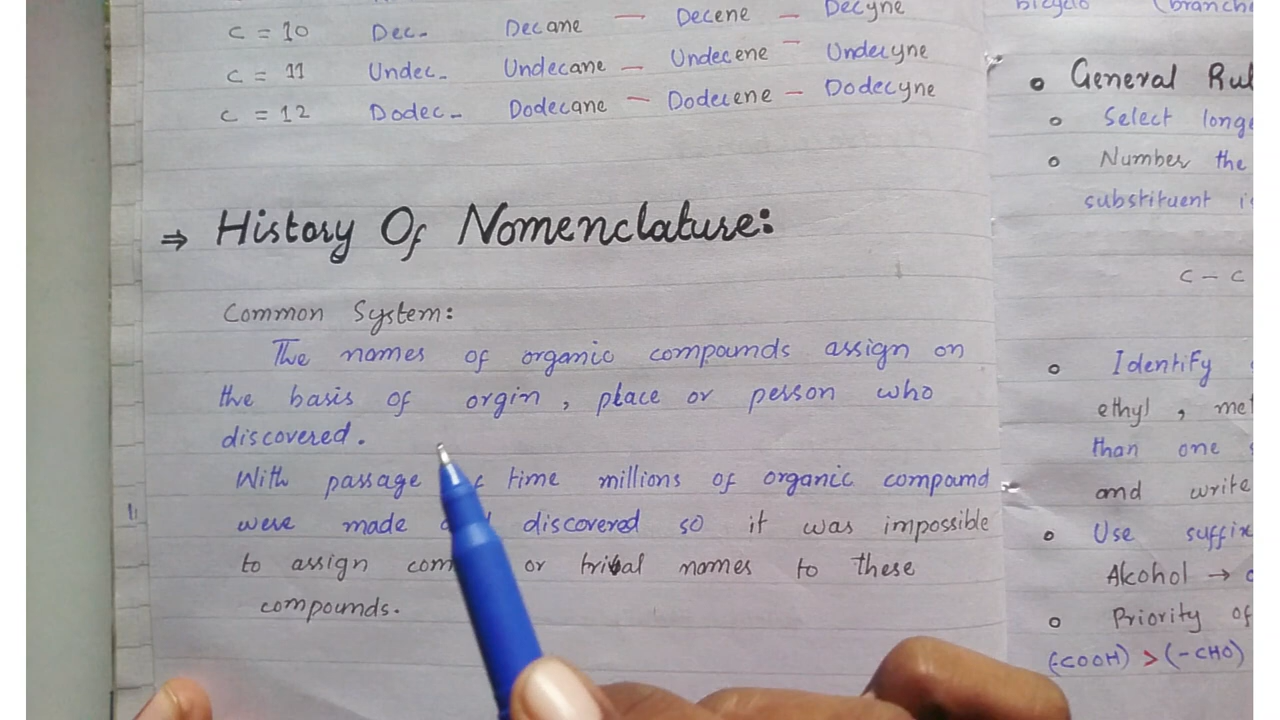 C = 10 Dec- Decane — Decene — Decyne
C = 11 Undec- Undecane — Undecene — Undecyne
C = 12 Dodec- Dodecane — Dodecene — Dodecyne
⇒ History Of Nomenclature:
Common System:
The names of organic compounds assign on
the basis of orgin , place or person who
discovered.
With passage time millions of organic compound
were made discovered so it was impossible
to assign or trival names to these
compounds.
bicyclo
General Rul
Select longe
Number the
substituent i
C - C
Identify
ethyl , met
than one
and write
Use suffix
Alcohol →
Priority of
(-COOH) > (-CHO)